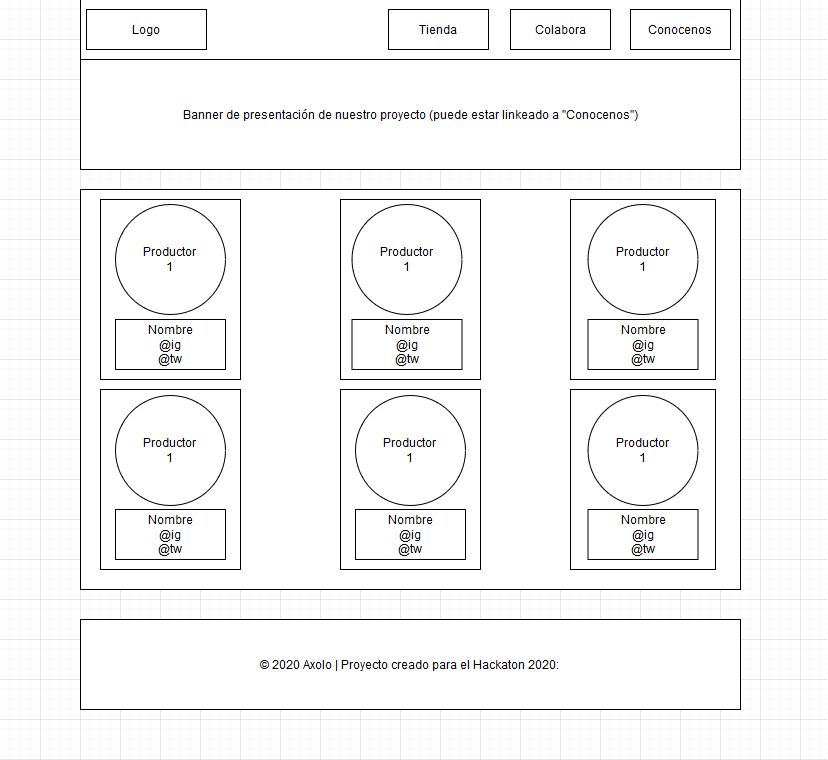 Logo
Tienda
Colabora
Conocenos
Banner de presentación de nuestro proyecto (puede estar linkeado a "Conocenos")
Productor
1
Nombre
@ig
@tw
Productor
1
Nombre
@ig
@tw
Productor
1
Nombre
@ig
@tw
Productor
1
Nombre
@ig
@tw
Productor
1
Nombre
@ig
@tw
Productor
1
Nombre
@ig
@tw
© 2020 Axolo | Proyecto creado para el Hackaton 2020: